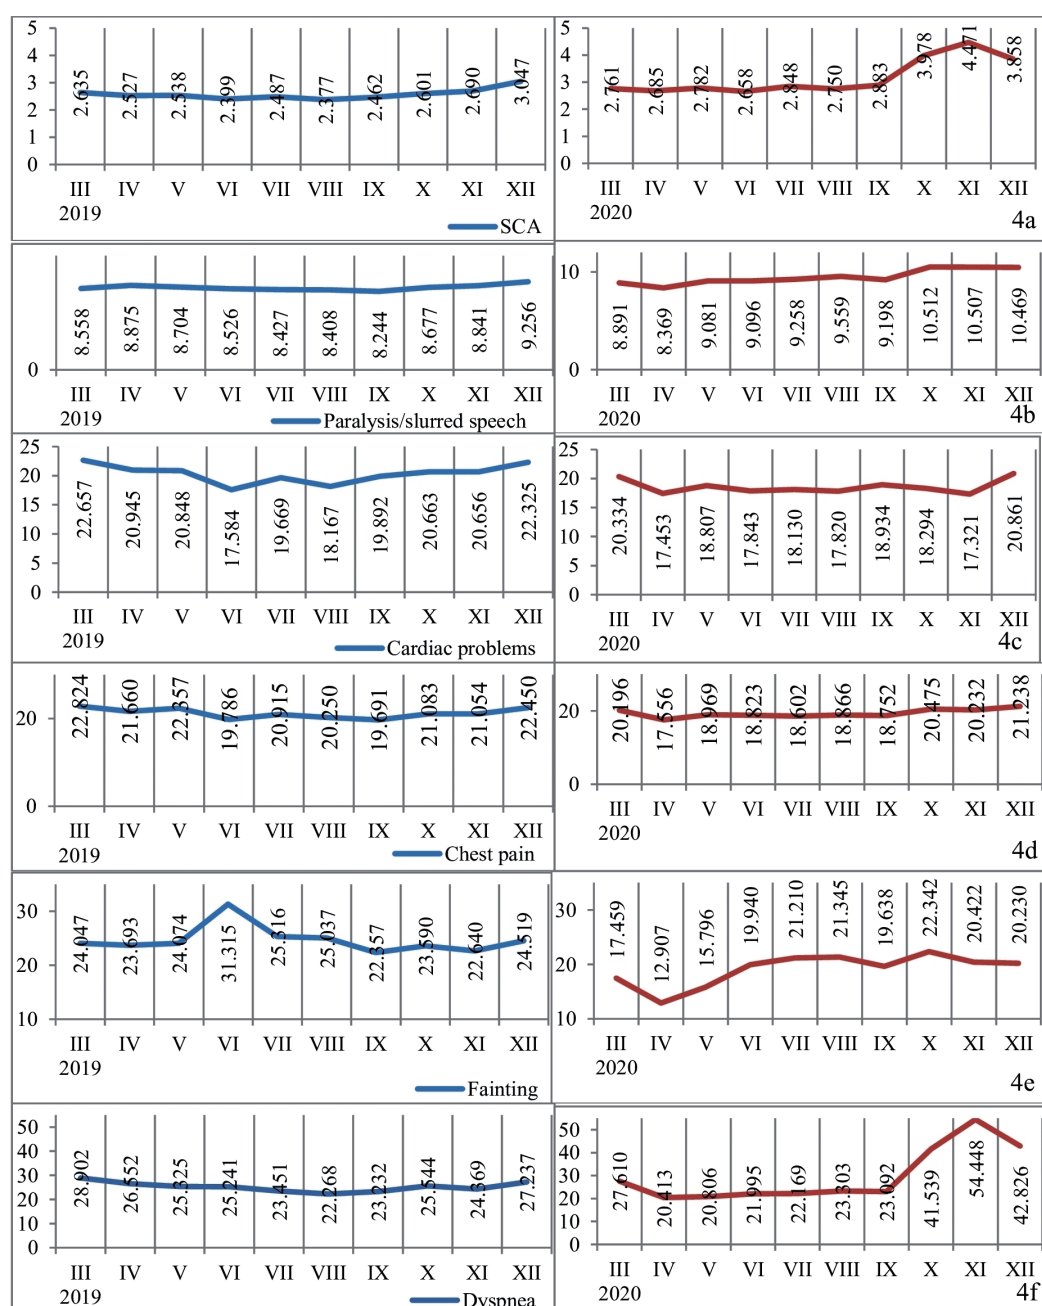 5
4
3
2
1
0
2.635 2.527 2.538 2.399 2.487 2.377 2.462 2.601 2.690 3.047
III IV V VI VII VIII IX X XI XII
2019
SCA
5
4
3
2
1
0
2.761 2.685 2.782 2.658 2.848 2.750 2.883 3.978 4.471 3.858
III IV V VI VII VIII IX X XI XII
2020
4a
0
8.558 8.875 8.704 8.526 8.427 8.408 8.244 8.677 8.841 9.256
III IV V VI VII VIII IX X XI XII
2019
Paralysis/slurred speech
10
0
8.891 8.369 9.081 9.096 9.258 9.559 9.198 10.512 10.507 10.469
III IV V VI VII VIII IX X XI XII
2020
4b
25
20
15
10
5
0
22.657 20.945 20.848 17.584 19.669 18.167 19.892 20.663 20.656 22.325
III IV V VI VII VIII IX X XI XII
2019
Cardiac problems
25
20
15
10
5
0
20.334 17.453 18.807 17.843 18.130 17.820 18.934 18.294 17.321 20.861
III IV V VI VII VIII IX X XI XII
2020
4c
20
0
22.824 21.660 22.357 19.786 20.915 20.250 19.691 21.083 21.054 22.450
III IV V VI VII VIII IX X XI XII
2019
Chest pain
20
0
20.196 17.556 18.969 18.823 18.602 18.866 18.752 20.475 20.232 21.238
III IV V VI VII VIII IX X XI XII
2020
4d
30
20
10
24.047 23.693 24.074 31.315 25.316 25.037 22.357 23.590 22.640 24.519
III IV V VI VII VIII IX X XI XII
2019
Fainting
30
20
10
17.459 12.907 15.796 19.940 21.210 21.345 19.638 22.342 20.422 20.230
III IV V VI VII VIII IX X XI XII
2020
4e
50
40
30
20
10
0
28.902 26.552 25.325 25.241 23.451 22.268 23.232 25.544 24.369 27.237
III IV V VI VII VIII IX X XI XII
2019
Dyspnea
50
40
30
20
10
0
27.610 20.413 20.806 21.995 22.169 23.303 23.092 41.539 54.448 42.826
III IV V VI VII VIII IX X XI XII
2020
4f